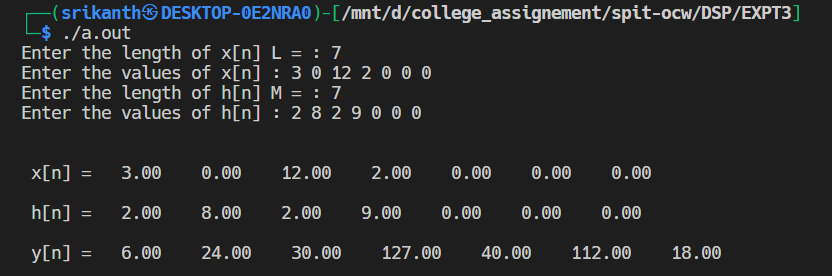 ┌──(srikanth㉿DESKTOP-0E2NRA0)-[/mnt/d/college_assignement/spit-ocw/DSP/EXPT3]
└─$ ./a.out
Enter the length of x[n] L = : 7
Enter the values of x[n] : 3 0 12 2 0 0 0
Enter the length of h[n] M = : 7
Enter the values of h[n] : 2 8 2 9 0 0 0
x[n] =   3.00    0.00    12.00    2.00    0.00    0.00    0.00
h[n] =   2.00    8.00    2.00    9.00    0.00    0.00    0.00
y[n] =   6.00    24.00    30.00    127.00    40.00    112.00    18.00